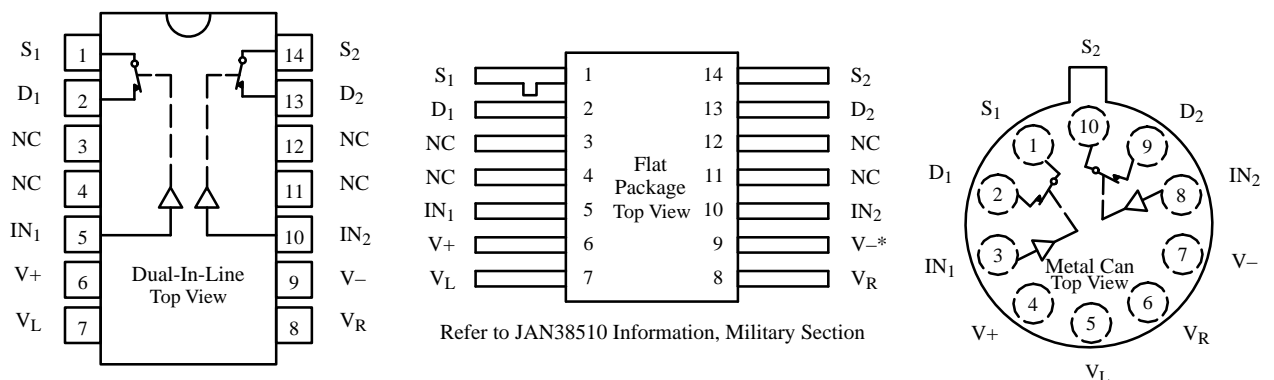 S1 1 14 S2
D1 2 13 D2
NC 3 12 NC
NC 4 11 NC
IN1 5 10 IN2
V+ 6 9 V–
VL 7 8 VR
Dual-In-Line
Top View
S1 1 14 S2
D1 2 13 D2
NC 3 12 NC
NC 4 11 NC
IN1 5 10 IN2
V+ 6 9 V–*
VL 7 8 VR
Flat
Package
Top View
Refer to JAN38510 Information, Military Section
S2
S1 10 D2
1 9
D1 2 8 IN2
IN1 3 7 V–
Metal Can
Top View
V+ 4 5 6 VR
VL